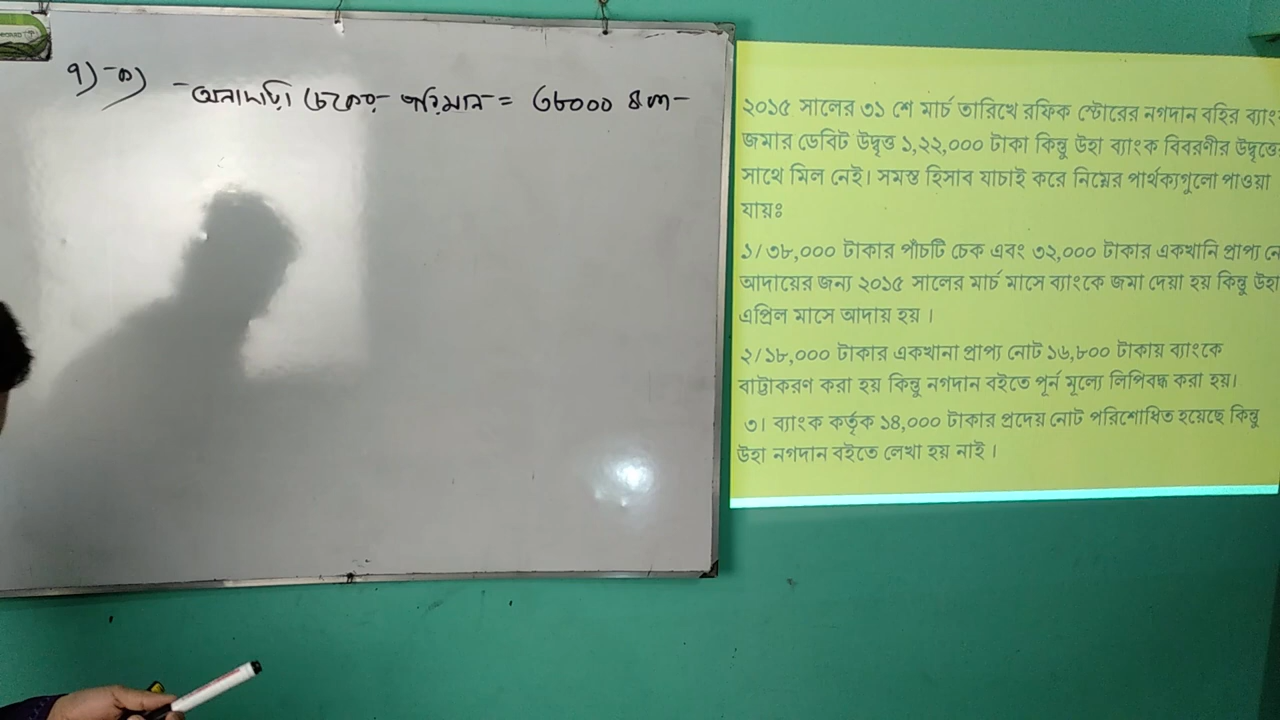 ৭) ক) অনাদায়ী চেকের পরিমান = ৩৮০০০ টাকা
২০১৫ সালের ৩১ শে মার্চ তারিখে রফিক স্টোরের নগদান বহির ব্যাং
জমার ডেবিট উদ্বৃত্ত ১,২২,০০০ টাকা কিন্তু উহা ব্যাংক বিবরণীর উদ্বৃত্তে
সাথে মিল নেই। সমস্ত হিসাব যাচাই করে নিম্নের পার্থক্যগুলো পাওয়া
যায়ঃ
১/৩৮,০০০ টাকার পাঁচটি চেক এবং ৩২,০০০ টাকার একখানি প্রাপ্য নে
আদায়ের জন্য ২০১৫ সালের মার্চ মাসে ব্যাংকে জমা দেয়া হয় কিন্তু উহা
এপ্রিল মাসে আদায় হয় ।
২/১৮,০০০ টাকার একখানা প্রাপ্য নোট ১৬,৮০০ টাকায় ব্যাংকে
বাট্টাকরণ করা হয় কিন্তু নগদান বইতে পূর্ন মূল্যে লিপিবদ্ধ করা হয়।
৩। ব্যাংক কর্তৃক ১৪,০০০ টাকার প্রদেয় নোট পরিশোধিত হয়েছে কিন্তু
উহা নগদান বইতে লেখা হয় নাই ।